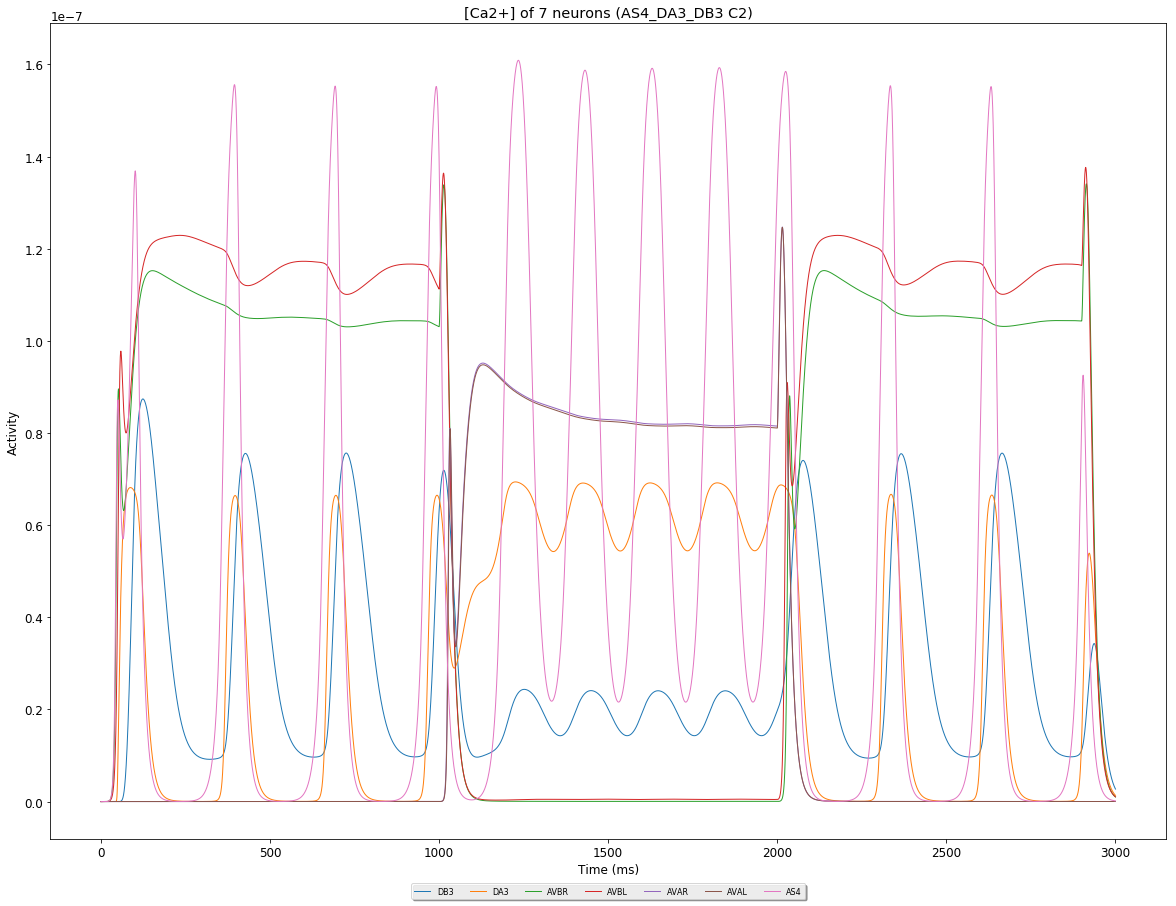 [Ca2+] of 7 neurons (AS4_DA3_DB3 C2)
1e−7
1.6
1.4
1.2
1.0
0.8
0.6
0.4
0.2
0.0
Activity
0 500 1000 1500 2000 2500 3000
Time (ms)
DB3 DA3 AVBR AVBL AVAR AVAL AS4